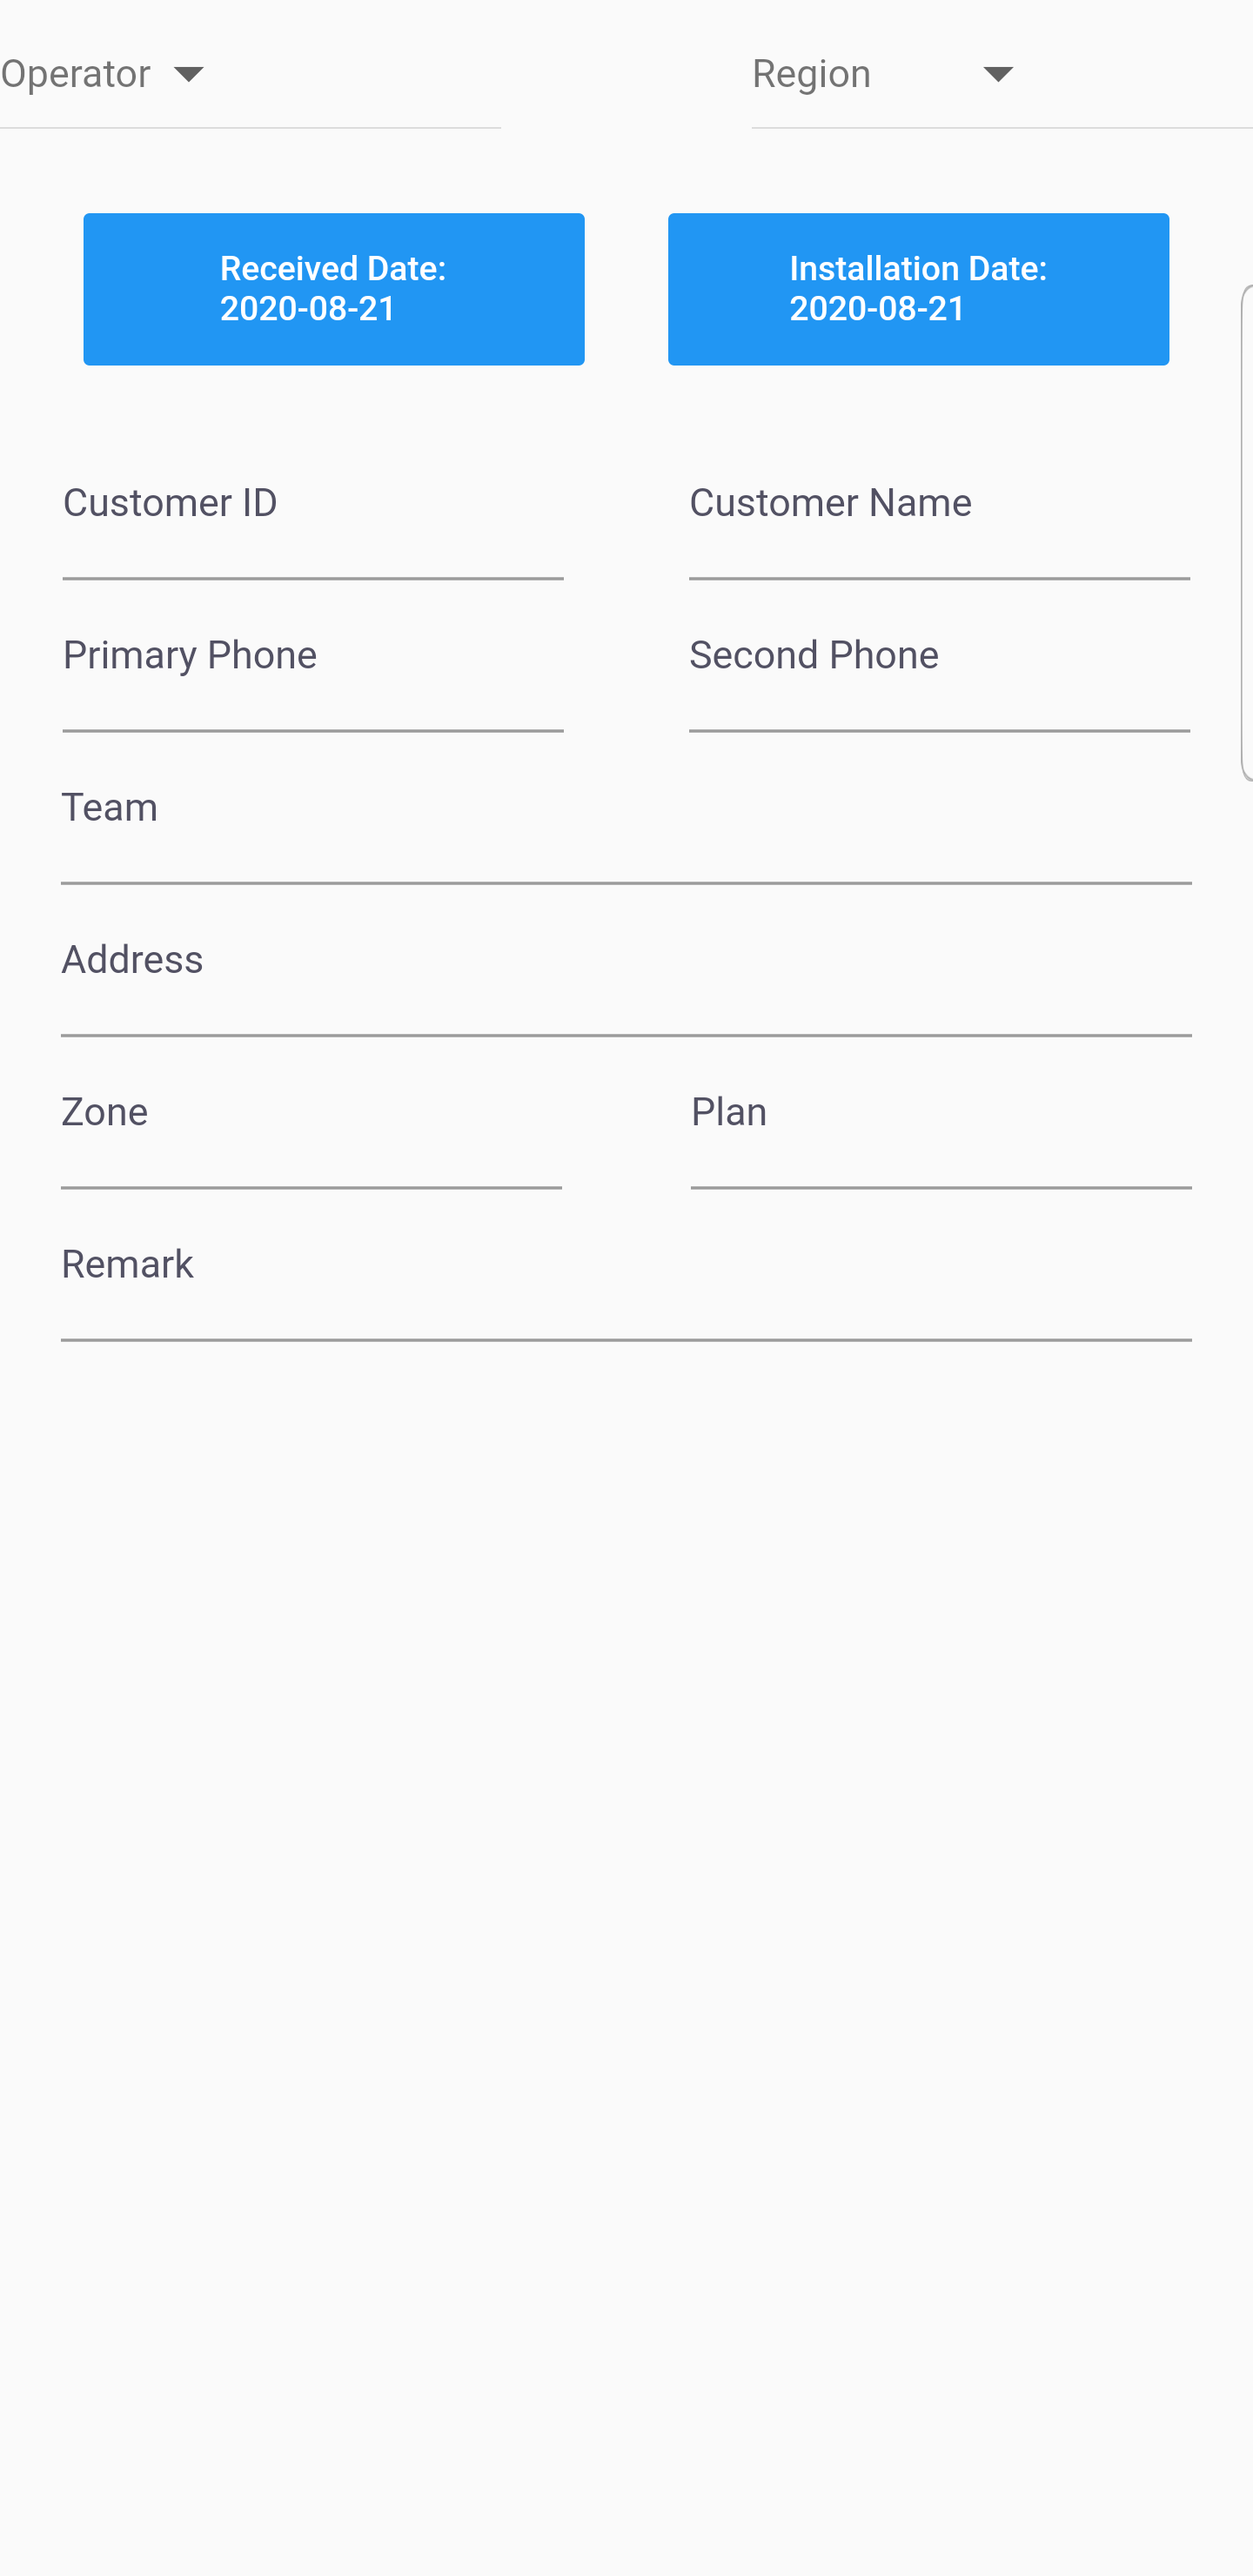 Operator
Region
Received Date:
2020-08-21
Installation Date:
2020-08-21
Customer ID
Customer Name
Primary Phone
Second Phone
Team
Address
Zone
Plan
Remark